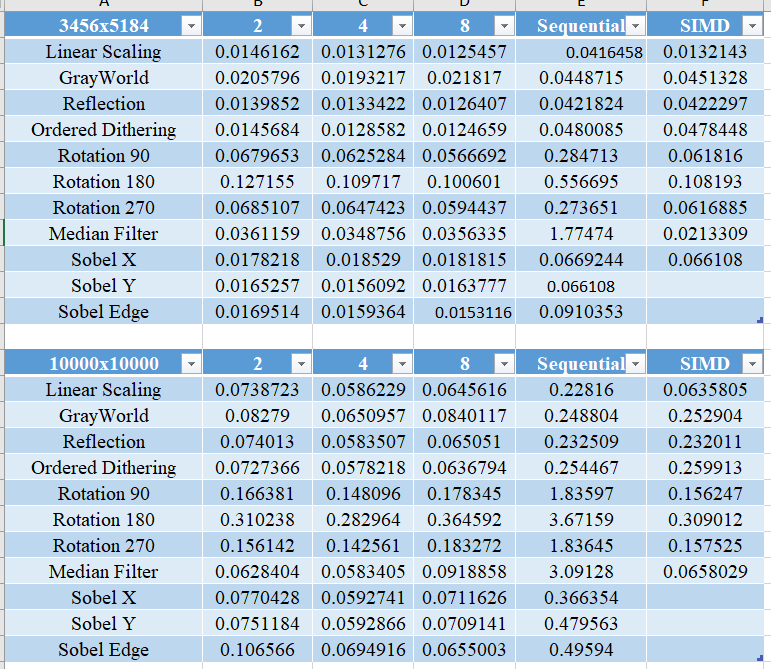 A B C D E F
3456x5184 2 4 8 Sequential SIMD
Linear Scaling 0.0146162 0.0131276 0.0125457 0.0416458 0.0132143
GrayWorld 0.0205796 0.0193217 0.021817 0.0448715 0.0451328
Reflection 0.0139852 0.0133422 0.0126407 0.0421824 0.0422297
Ordered Dithering 0.0145684 0.0128582 0.0124659 0.0480085 0.0478448
Rotation 90 0.0679653 0.0625284 0.0566692 0.284713 0.061816
Rotation 180 0.127155 0.109717 0.100601 0.556695 0.108193
Rotation 270 0.0685107 0.0647423 0.0594437 0.273651 0.0616885
Median Filter 0.0361159 0.0348756 0.0356335 1.77474 0.0213309
Sobel X 0.0178218 0.018529 0.0181815 0.0669244 0.066108
Sobel Y 0.0165257 0.0156092 0.0163777 0.066108
Sobel Edge 0.0169514 0.0159364 0.0153116 0.0910353
10000x10000 2 4 8 Sequential SIMD
Linear Scaling 0.0738723 0.0586229 0.0645616 0.22816 0.0635805
GrayWorld 0.08279 0.0650957 0.0840117 0.248804 0.252904
Reflection 0.074013 0.0583507 0.065051 0.232509 0.232011
Ordered Dithering 0.0727366 0.0578218 0.0636794 0.254467 0.259913
Rotation 90 0.166381 0.148096 0.178345 1.83597 0.156247
Rotation 180 0.310238 0.282964 0.364592 3.67159 0.309012
Rotation 270 0.156142 0.142561 0.183272 1.83645 0.157525
Median Filter 0.0628404 0.0583405 0.0918858 3.09128 0.0658029
Sobel X 0.0770428 0.0592741 0.0711626 0.366354
Sobel Y 0.0751184 0.0592866 0.0709141 0.479563
Sobel Edge 0.106566 0.0694916 0.0655003 0.49594